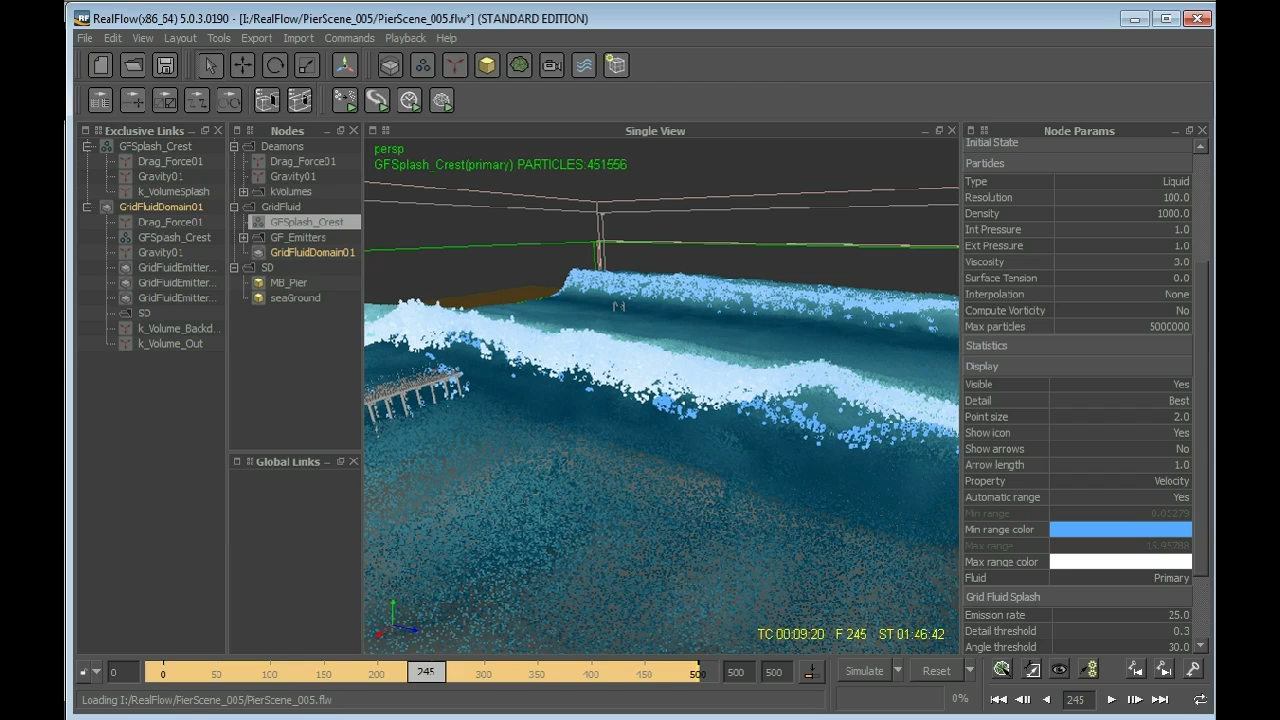 RealFlow(x86_64) 5.0.3.0190 - [I:/RealFlow/PierScene_005/PierScene_005.flw*] (STANDARD EDITION)
File Edit View Layout Tools Export Import Commands Playback Help
Exclusive Links
GFSplash_Crest
Drag_Force01
Gravity01
k_VolumeSplash
GridFluidDomain01
Drag_Force01
GFSpash_Crest
Gravity01
GridFluidEmitter...
GridFluidEmitter...
GridFluidEmitter...
SD
k_Volume_Backd...
k_Volume_Out
Nodes
Deamons
Drag_Force01
Gravity01
kVolumes
GridFluid
GFSplash_Crest
GF_Emitters
GridFluidDomain01
SD
MB_Pier
seaGround
Global Links
Single View
persp
GFSplash_Crest(primary) PARTICLES:451556
TC 00:09:20 F 245 ST 01:46:42
Node Params
Initial State
Particles
Type Liquid
Resolution 100.0
Density 1000.0
Int Pressure 1.0
Ext Pressure 1.0
Viscosity 3.0
Surface Tension 0.0
Interpolation None
Compute Vorticity No
Max particles 5000000
Statistics
Display
Visible Yes
Detail Best
Point size 2.0
Show icon Yes
Show arrows No
Arrow length 1.0
Property Velocity
Automatic range Yes
Min range 0.05279
Min range color
Max range
Max range color
Fluid Primary
Grid Fluid Splash
Emission rate 25.0
Detail threshold 0.3
Angle threshold 30.0
0 0 50 100 150 200 245 300 350 400 450 500 500 500
Simulate Reset
Loading I:/RealFlow/PierScene_005/PierScene_005.flw
0%
245